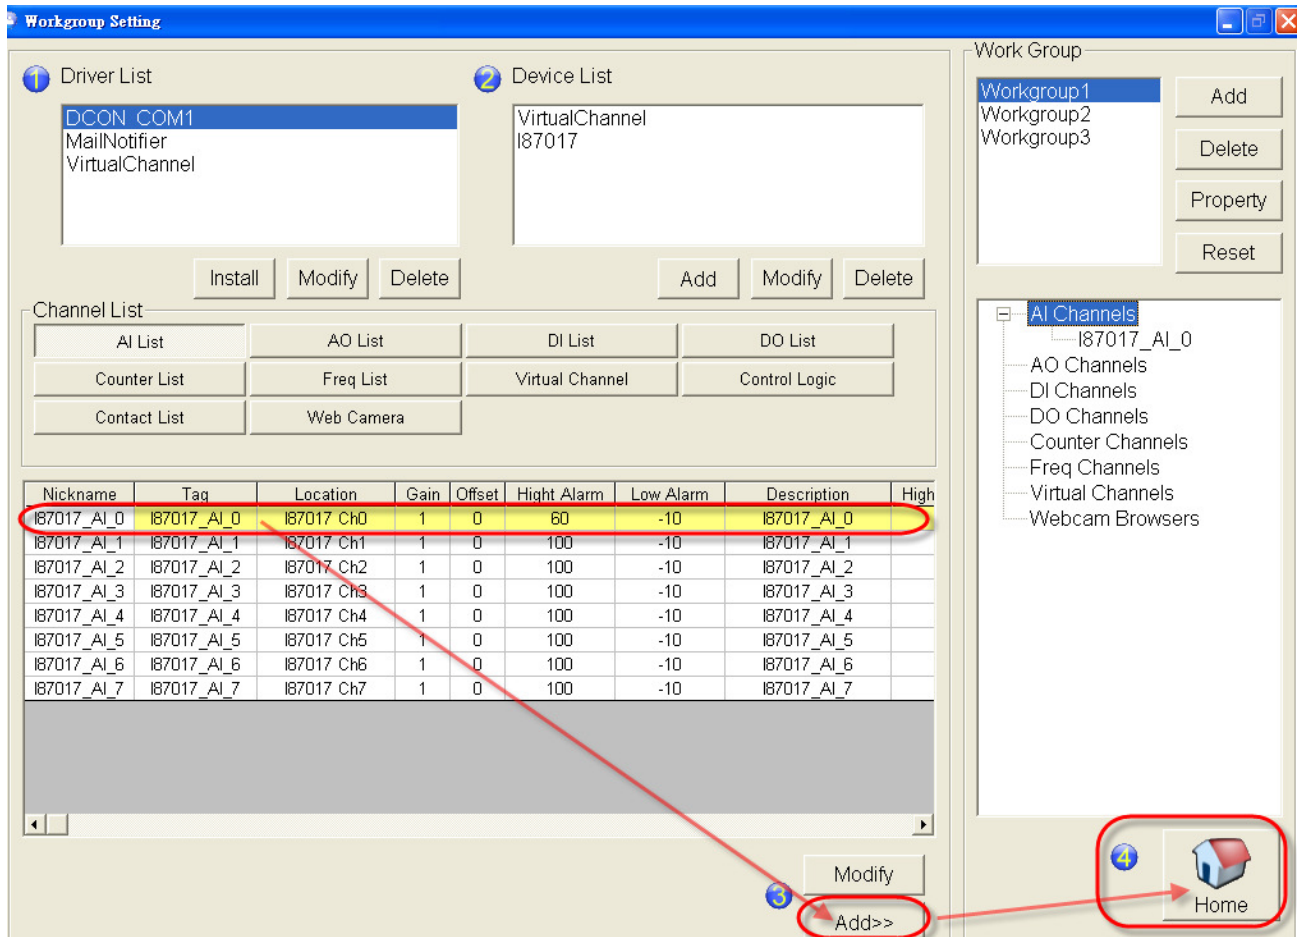 Workgroup Setting
1 Driver List
DCON_COM1
MailNotifier
VirtualChannel
Install Modify Delete
2 Device List
VirtualChannel
I87017
Add Modify Delete
Channel List
AI List AO List DI List DO List
Counter List Freq List Virtual Channel Control Logic
Contact List Web Camera
Nickname Tag Location Gain Offset Hight Alarm Low Alarm Description High
I87017_AI_0 I87017_AI_0 I87017 Ch0 1 0 60 -10 I87017_AI_0
I87017_AI_1 I87017_AI_1 I87017 Ch1 1 0 100 -10 I87017_AI_1
I87017_AI_2 I87017_AI_2 I87017 Ch2 1 0 100 -10 I87017_AI_2
I87017_AI_3 I87017_AI_3 I87017 Ch3 1 0 100 -10 I87017_AI_3
I87017_AI_4 I87017_AI_4 I87017 Ch4 1 0 100 -10 I87017_AI_4
I87017_AI_5 I87017_AI_5 I87017 Ch5 1 0 100 -10 I87017_AI_5
I87017_AI_6 I87017_AI_6 I87017 Ch6 1 0 100 -10 I87017_AI_6
I87017_AI_7 I87017_AI_7 I87017 Ch7 1 0 100 -10 I87017_AI_7
Modify
3 Add>>
Work Group
Workgroup1
Workgroup2
Workgroup3
Add
Delete
Property
Reset
AI Channels
I87017_AI_0
AO Channels
DI Channels
DO Channels
Counter Channels
Freq Channels
Virtual Channels
Webcam Browsers
4
Home